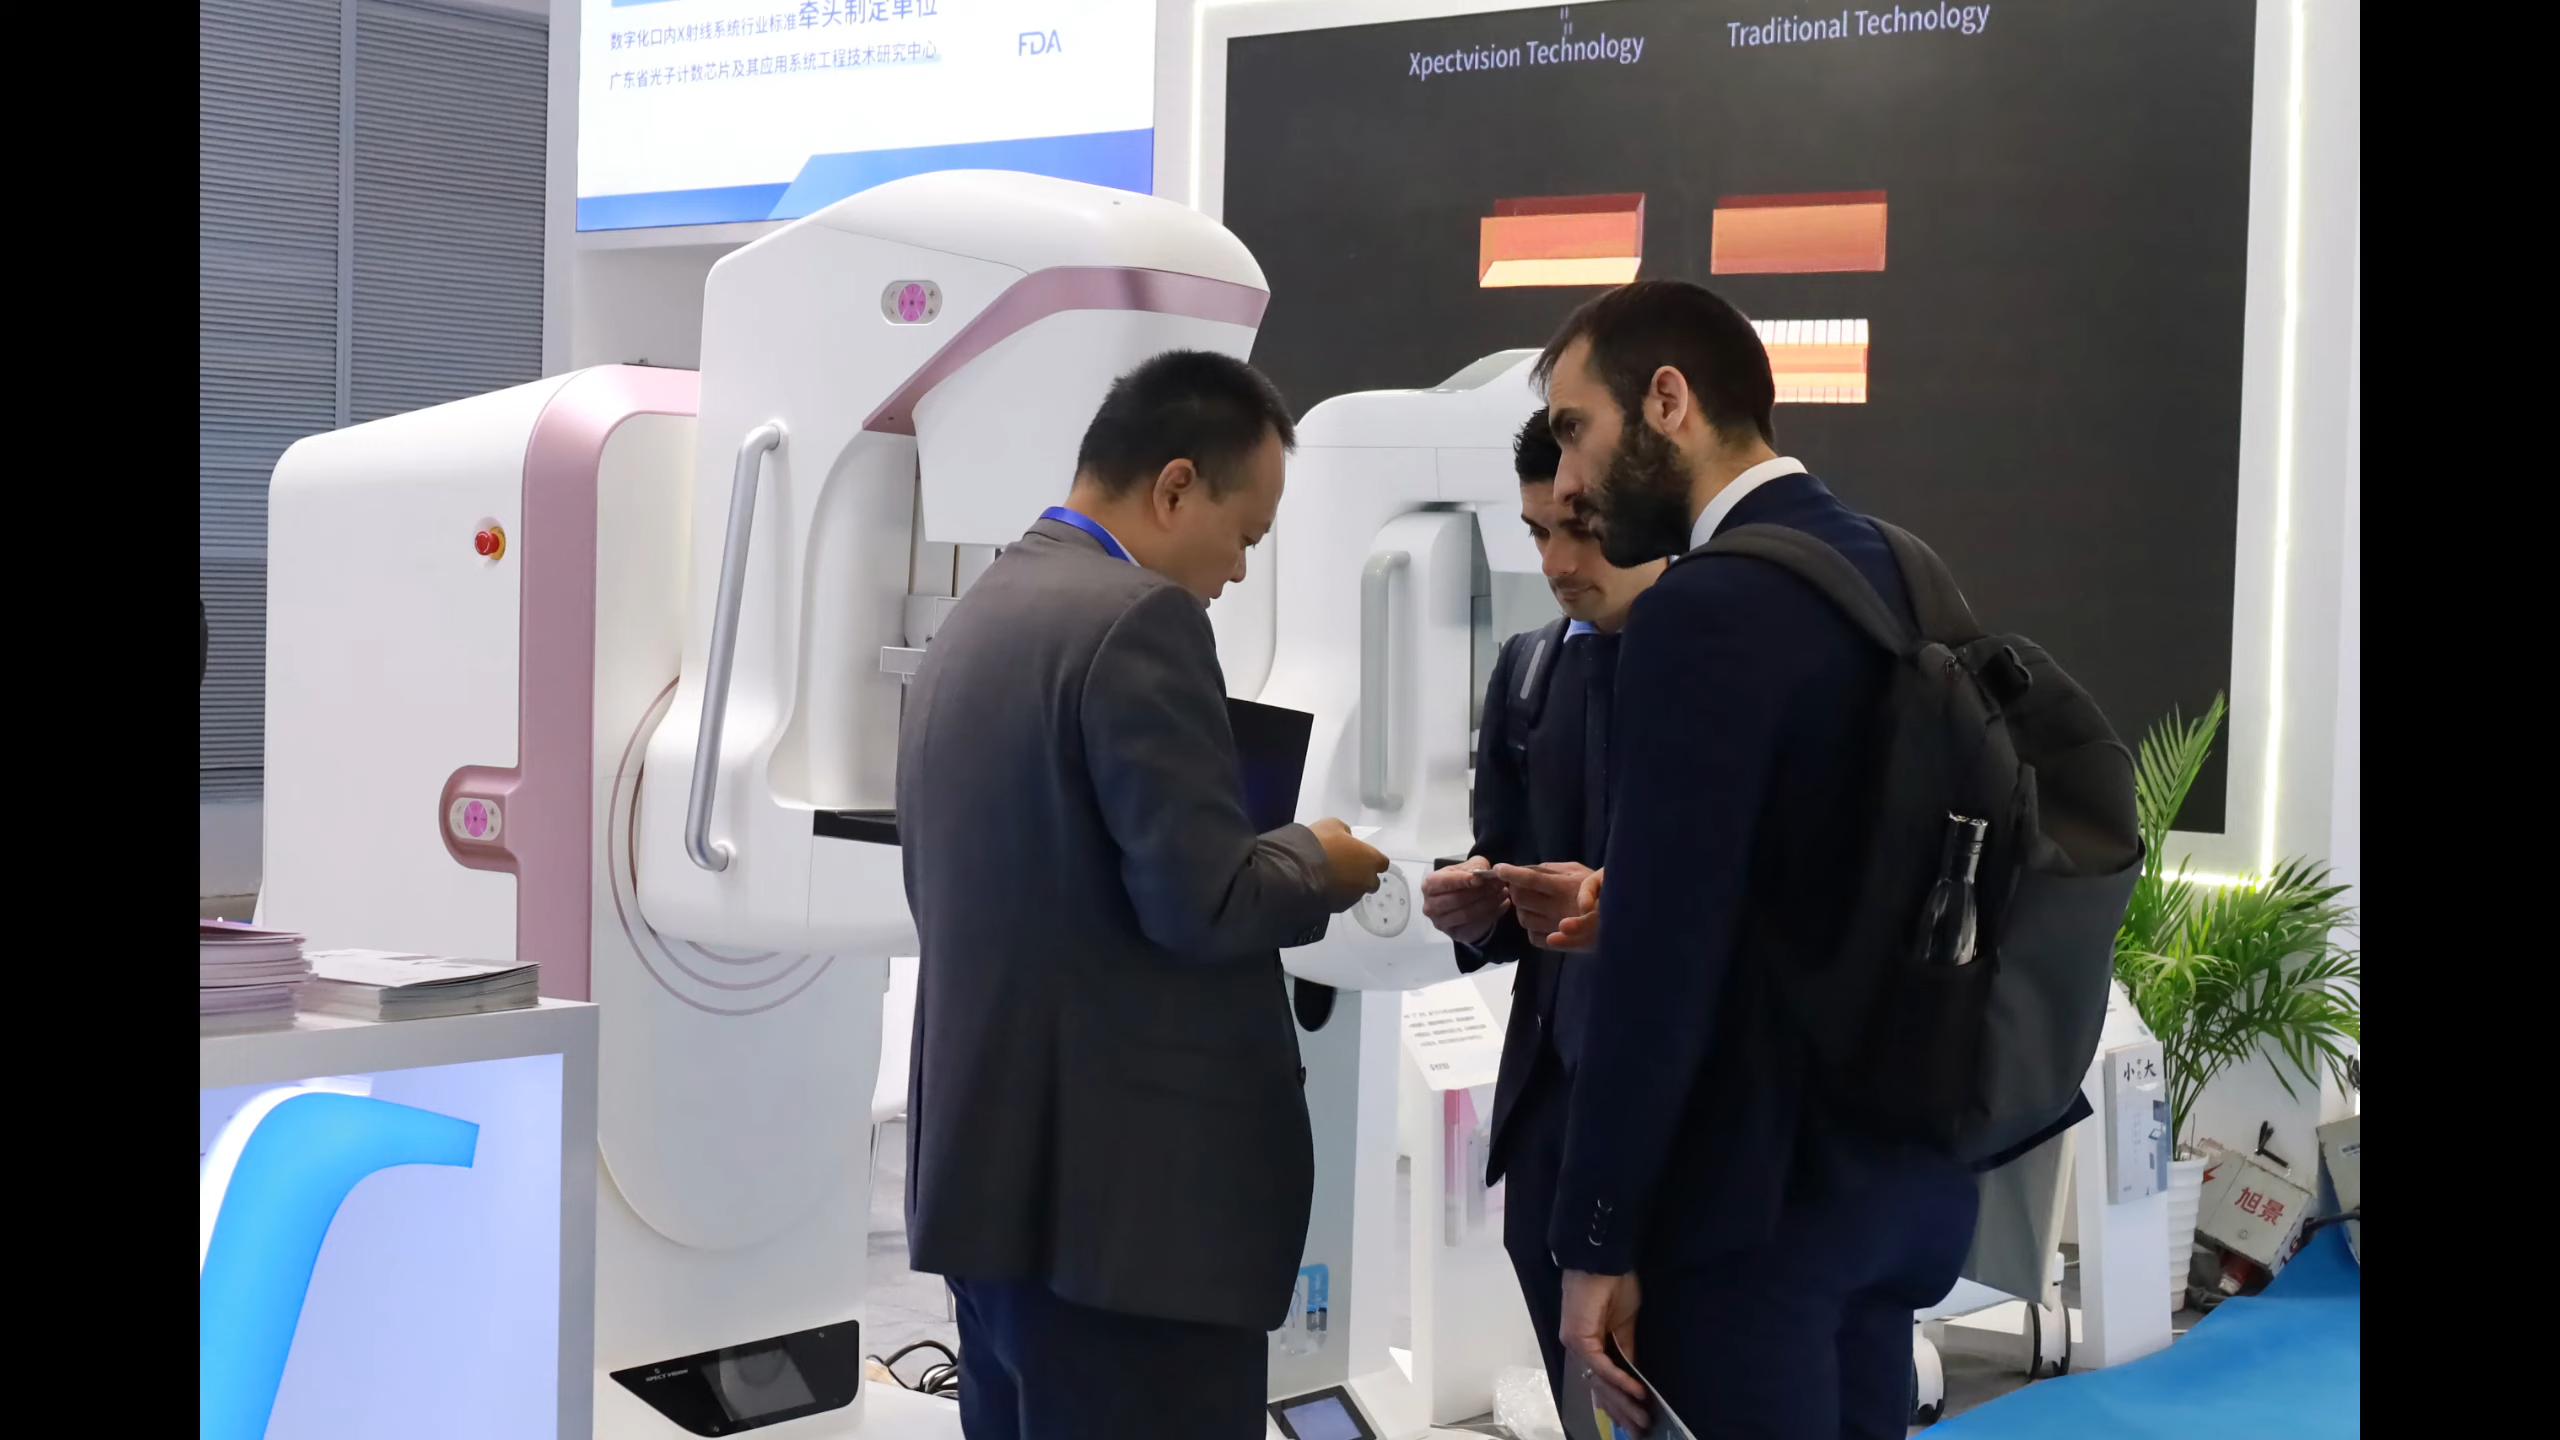 数字化口内X射线系统行业标准牵头制定单位
广东省光子计数芯片及其应用系统工程技术研究中心
FDA
Xpectvision Technology
Traditional Technology
XPECT VISION
小 大
旭景